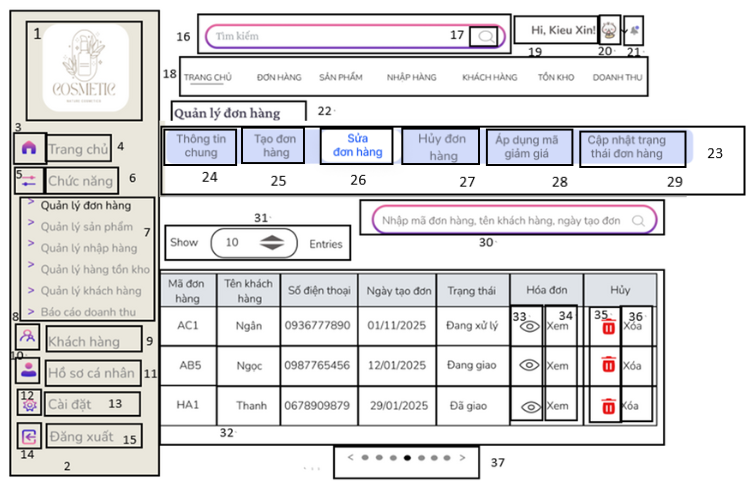 1
COSMETIC
16
Tìm kiếm
17
Hi, Kieu Xin!
19
20
21
18
TRANG CHỦ
ĐƠN HÀNG
SẢN PHẨM
NHẬP HÀNG
KHÁCH HÀNG
TỒN KHO
DOANH THU
Quản lý đơn hàng
22
3
Trang chủ
4
5
Chức năng
6
> Quản lý đơn hàng
> Quản lý sản phẩm
> Quản lý nhập hàng
> Quản lý hàng tồn kho
> Quản lý khách hàng
> Báo cáo doanh thu
7
8
Khách hàng
9
10
Hồ sơ cá nhân
11
12
Cài đặt
13
Đăng xuất
15
14
2
Thông tin
chung
Tạo đơn
hàng
Sửa
đơn hàng
Hủy đơn
hàng
Áp dụng mã
giảm giá
Cập nhật trạng
thái đơn hàng
23
24
25
26
27
28
29
31
Show
10
Entries
Nhập mã đơn hàng, tên khách hàng, ngày tạo đơn
30
Mã đơn
hàng
Tên khách
hàng
Số điện thoại
Ngày tạo đơn
Trạng thái
Hóa đơn
Hủy
33
34
35
36
AC1
Ngân
0936777890
01/11/2025
Đang xử lý
Xem
Xóa
AB5
Ngọc
0987765456
12/01/2025
Đang giao
Xem
Xóa
HA1
Thanh
0678909879
29/01/2025
Đã giao
Xem
Xóa
32
< >
37
. . .